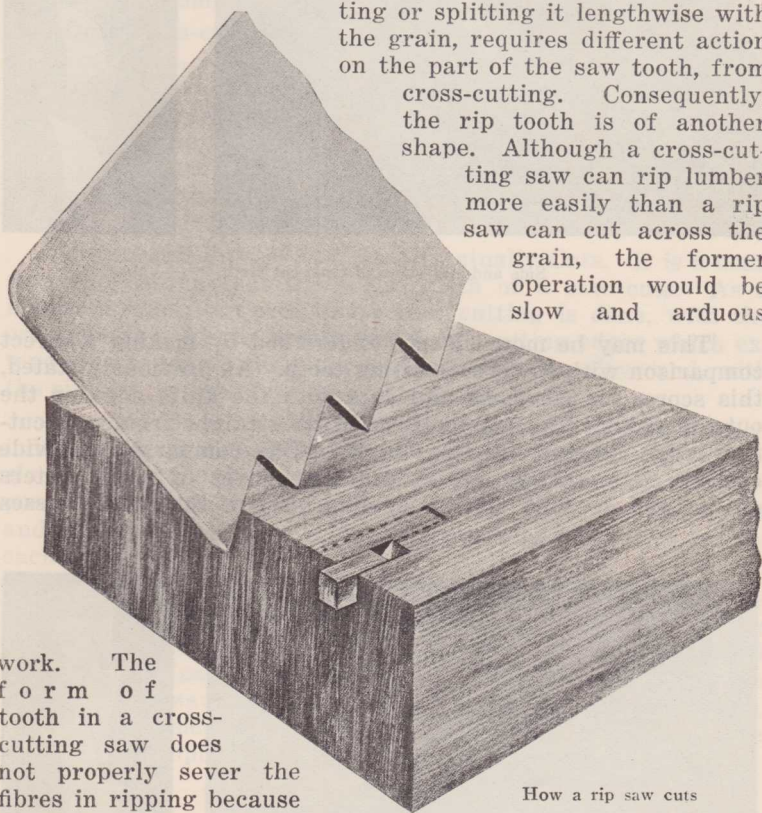 ting or splitting it lengthwise with
the grain, requires different action
on the part of the saw tooth, from
cross-cutting. Consequently
the rip tooth is of another
shape. Although a cross-cut-
ting saw can rip lumber
more easily than a rip
saw can cut across the
grain, the former
operation would be
slow and arduous
work. The
form of
tooth in a cross-
cutting saw does
not properly sever the
fibres in ripping because
How a rip saw cuts